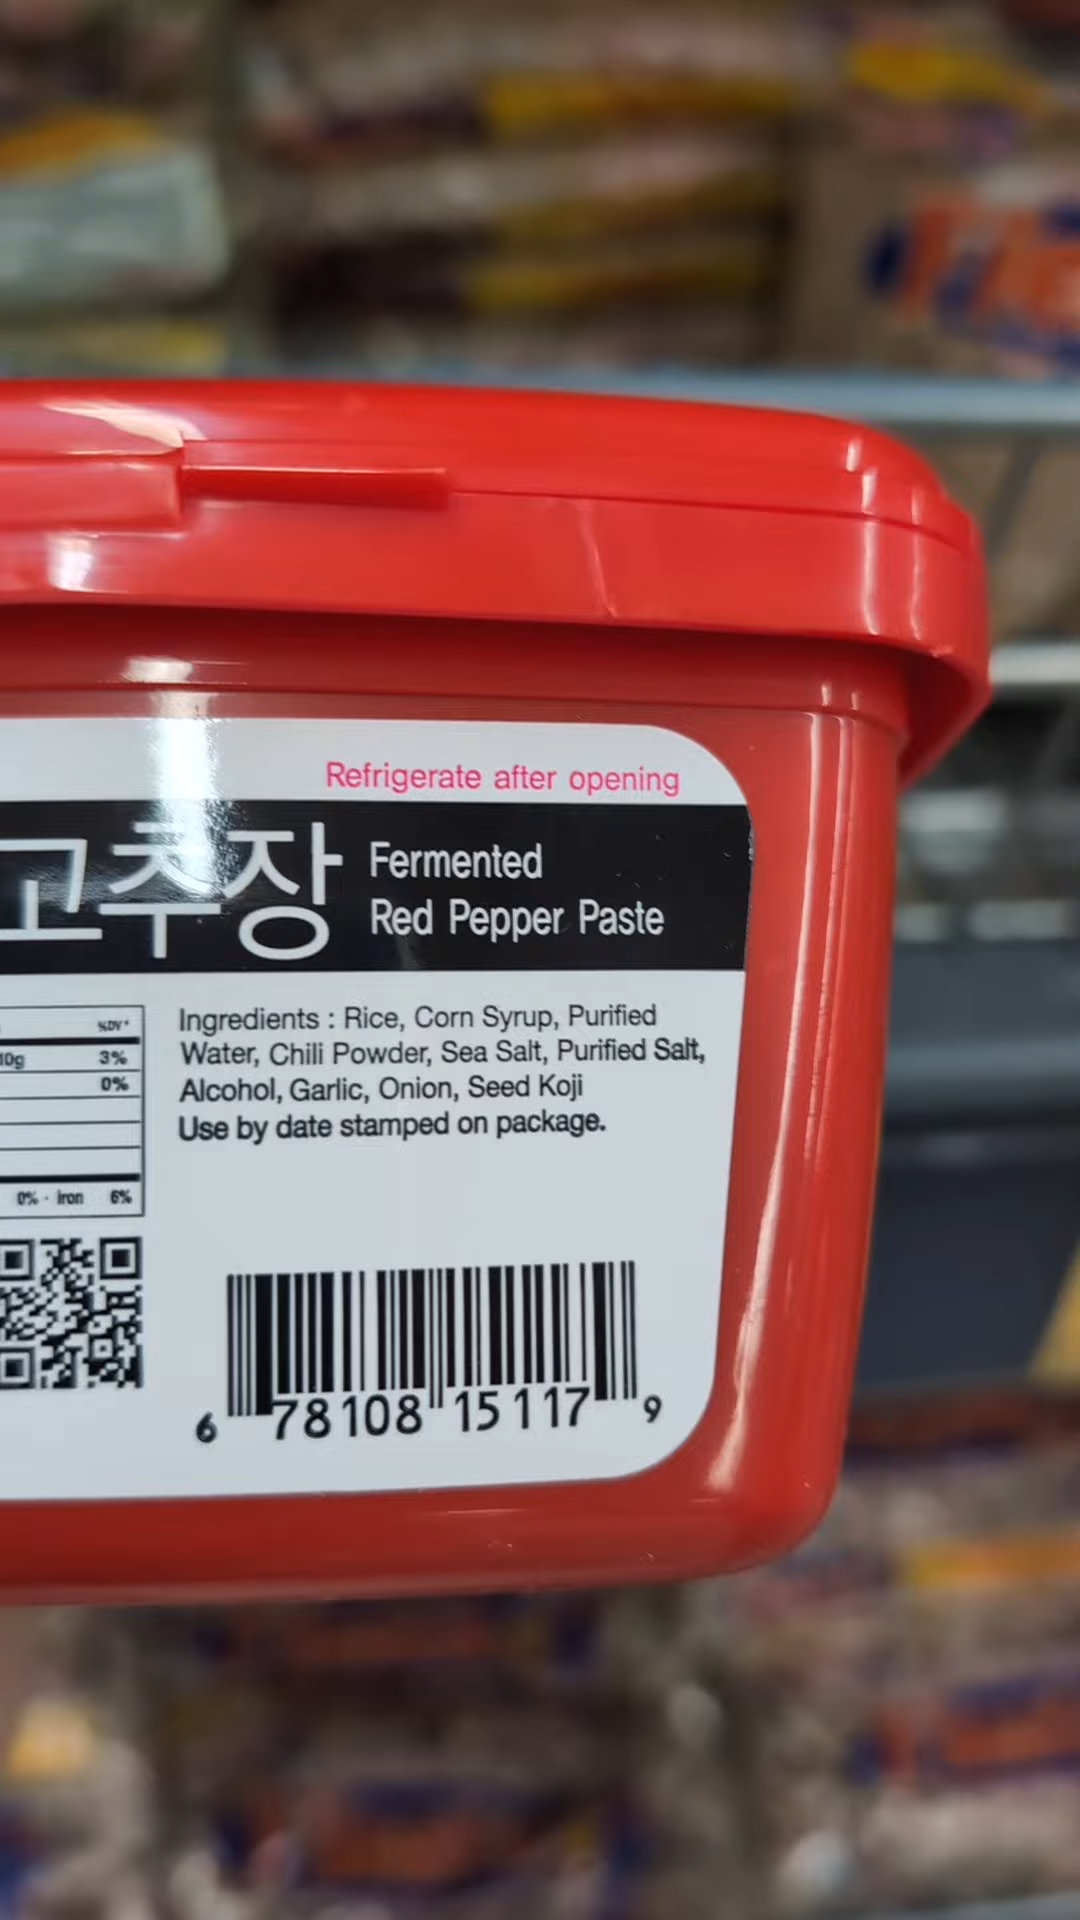 Refrigerate after opening
고추장
Fermented
Red Pepper Paste
%DV*
10g 3%
0%
0% · iron 6%
Ingredients : Rice, Corn Syrup, Purified
Water, Chili Powder, Sea Salt, Purified Salt,
Alcohol, Garlic, Onion, Seed Koji
Use by date stamped on package.
6 78108 15117 9